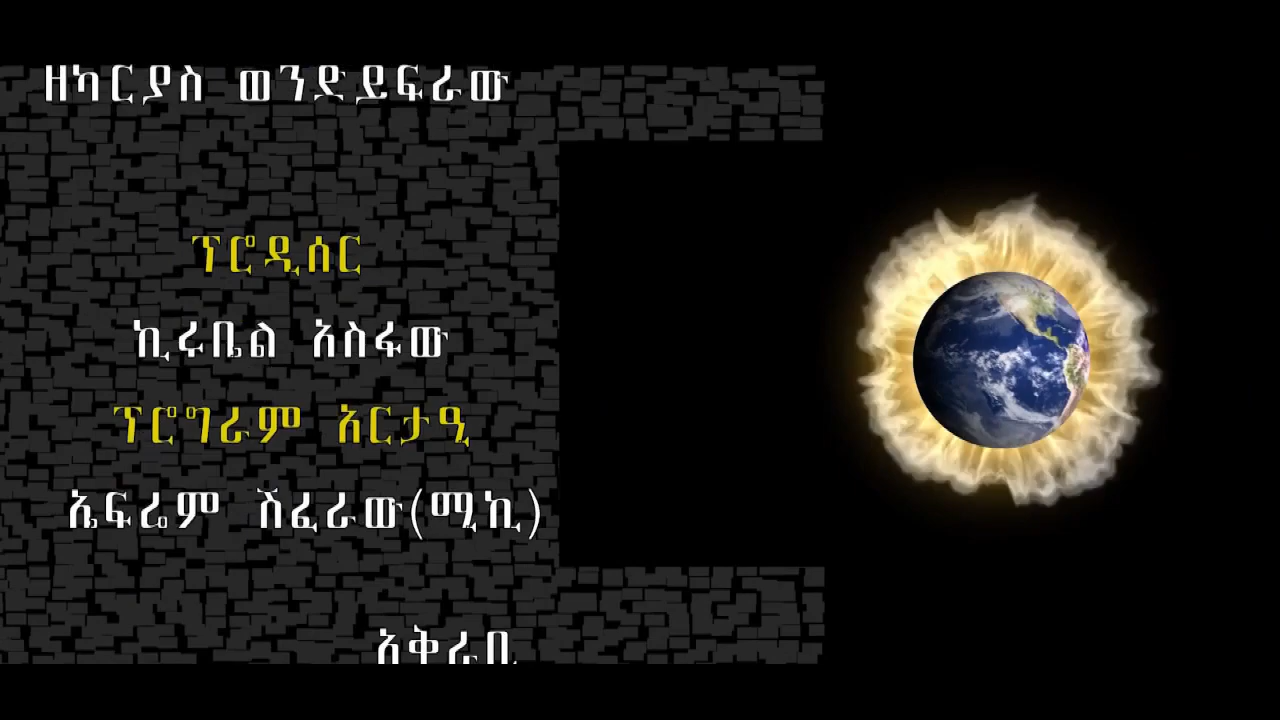 ዘካርያስ ወንድይፍራው
ፕሮዲሰር
ኪሩቤል አስፋው
ፕሮግራም አርታዒ
ኤፍሬም ሽፈራው(ሚኪ)
አቅራቢ